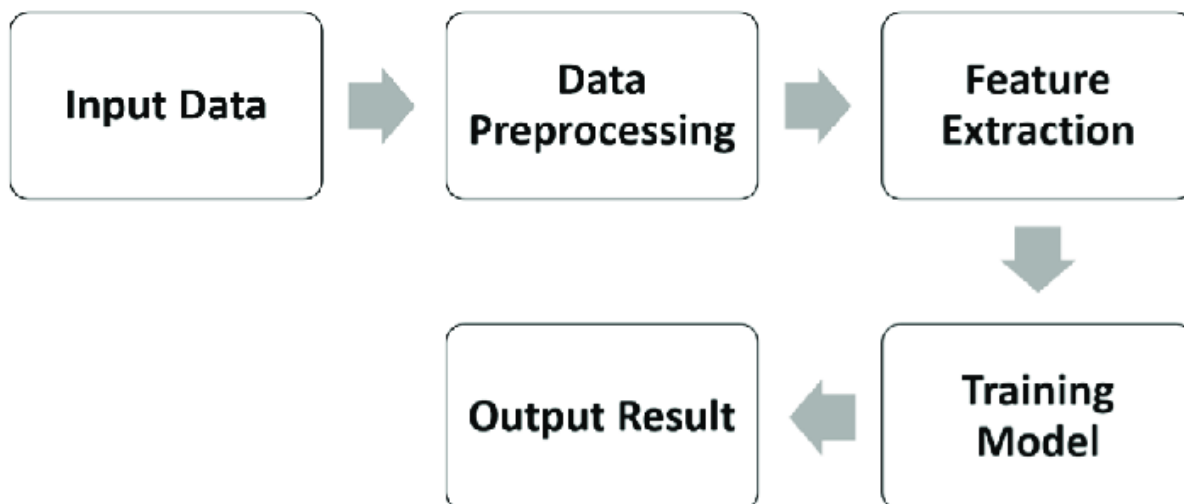 Input Data
Data
Preprocessing
Feature
Extraction
Training
Model
Output Result